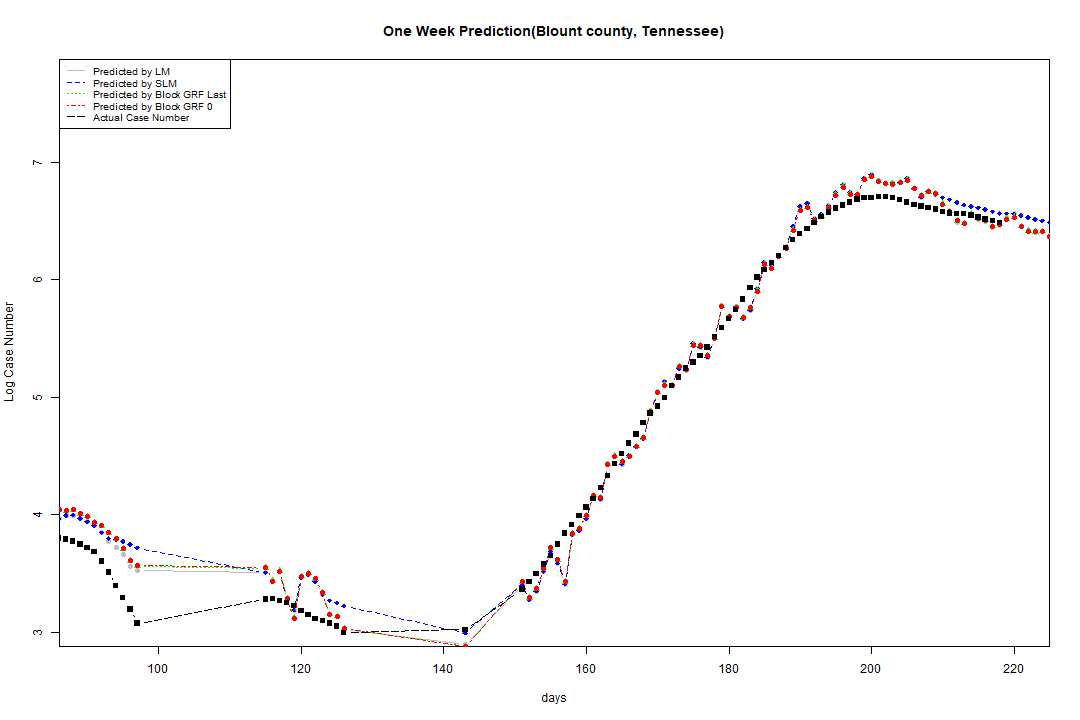 One Week Prediction(Blount county, Tennessee)
Predicted by LM
Predicted by SLM
Predicted by Block GRF Last
Predicted by Block GRF 0
Actual Case Number
7
6
5
4
3
Log Case Number
100 120 140 160 180 200 220
days